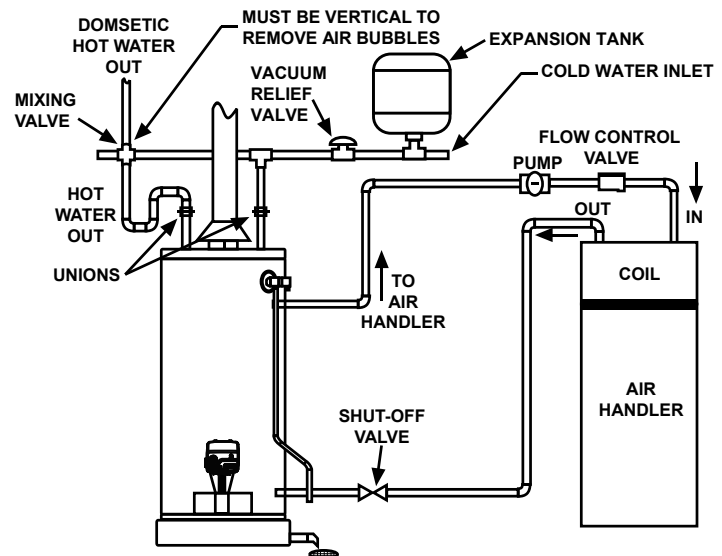 DOMSETIC
HOT WATER
OUT
MUST BE VERTICAL TO
REMOVE AIR BUBBLES
EXPANSION TANK
COLD WATER INLET
VACUUM
RELIEF
VALVE
MIXING
VALVE
FLOW CONTROL
VALVE
PUMP
HOT
WATER
OUT
OUT
IN
UNIONS
TO
AIR
HANDLER
COIL
AIR
HANDLER
SHUT-OFF
VALVE